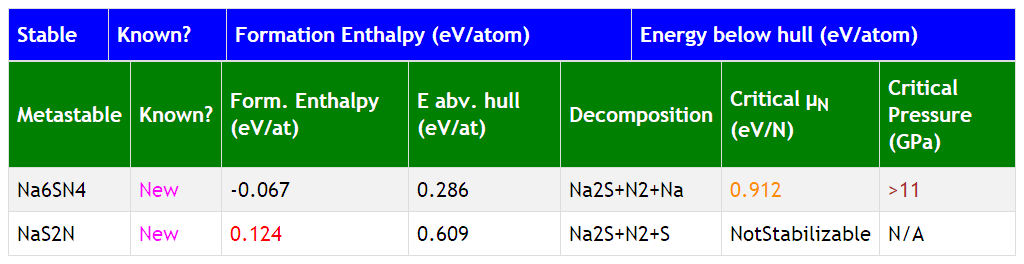 Stable Known? Formation Enthalpy (eV/atom) Energy below hull (eV/atom)
Metastable Known? Form. Enthalpy (eV/at) E abv. hull (eV/at) Decomposition Critical μN (eV/N) Critical Pressure (GPa)
Na6SN4 New -0.067 0.286 Na2S+N2+Na 0.912 >11
NaS2N New 0.124 0.609 Na2S+N2+S NotStabilizable N/A